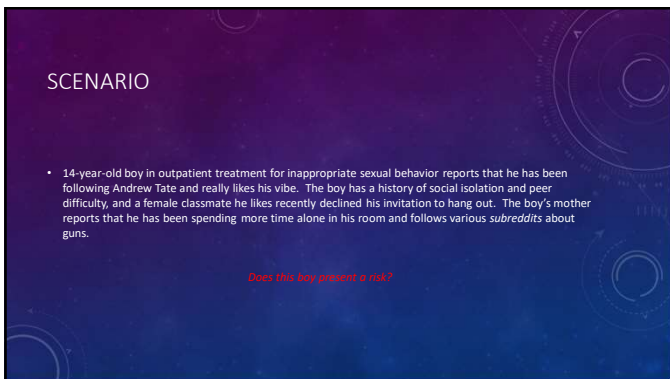 SCENARIO
• 14-year-old boy in outpatient treatment for inappropriate sexual behavior reports that he has been
following Andrew Tate and really likes his vibe. The boy has a history of social isolation and peer
difficulty, and a female classmate he likes recently declined his invitation to hang out. The boy's mother
reports that he has been spending more time alone in his room and follows various subreddits about
guns.
Does this boy present a risk?